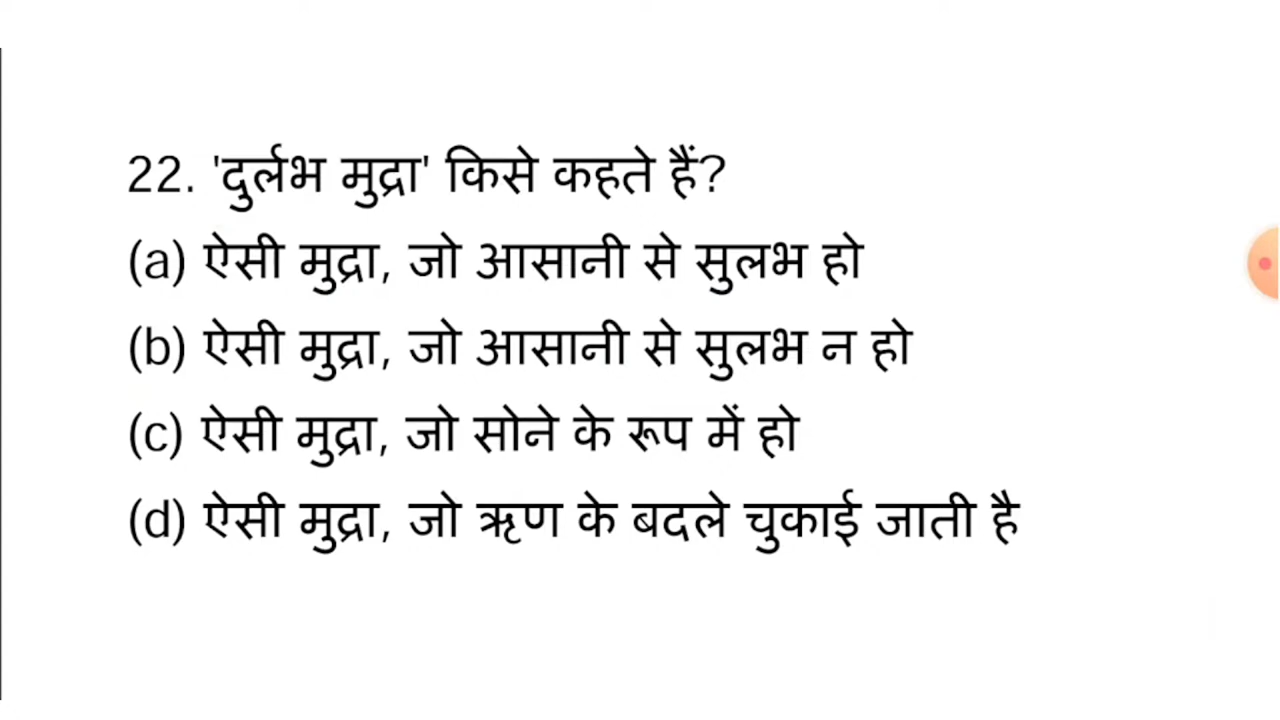 22. 'दुर्लभ मुद्रा' किसे कहते हैं?
(a) ऐसी मुद्रा, जो आसानी से सुलभ हो
(b) ऐसी मुद्रा, जो आसानी से सुलभ न हो
(c) ऐसी मुद्रा, जो सोने के रूप में हो
(d) ऐसी मुद्रा, जो ऋण के बदले चुकाई जाती है